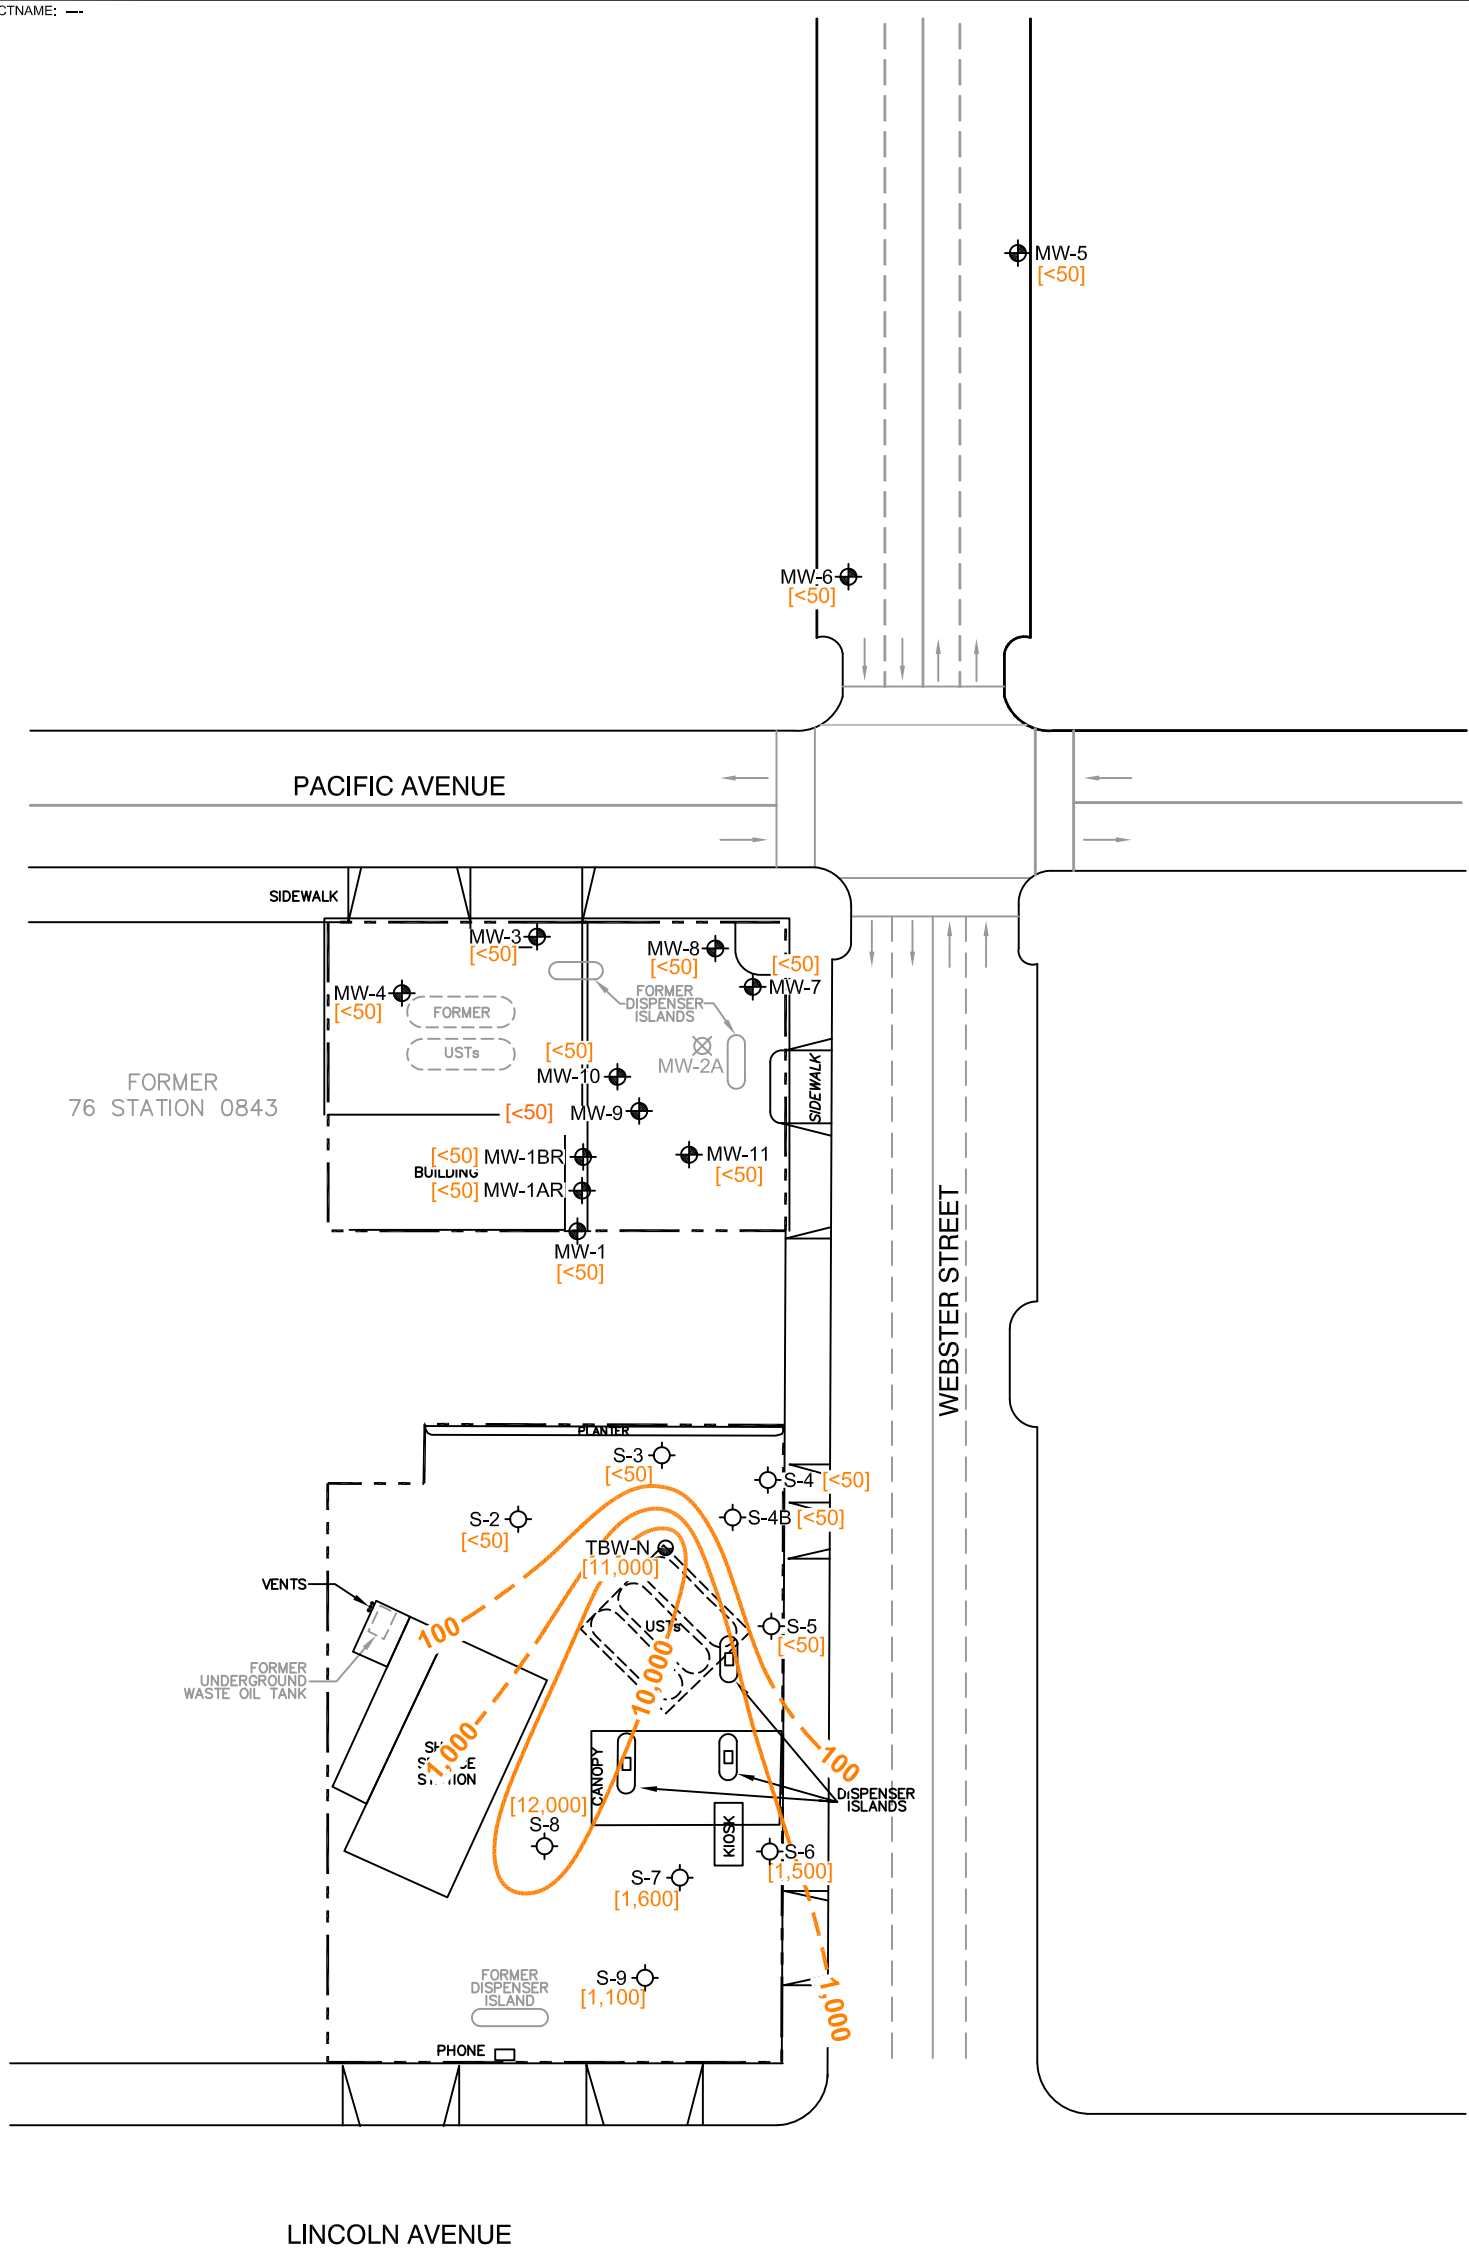 CTNAME: ---
MW-5
[<50]
MW-6
[<50]
PACIFIC AVENUE
SIDEWALK
MW-3
[<50]
MW-8
[<50]
[<50]
MW-7
MW-4
[<50]
FORMER
DISPENSER
ISLANDS
FORMER
USTs
MW-2A
[<50]
MW-10
SIDEWALK
FORMER
76 STATION 0843
[<50] MW-9
[<50] MW-1BR
MW-11
[<50]
BUILDING
[<50] MW-1AR
MW-1
[<50]
WEBSTER STREET
PLANTER
S-3
[<50]
S-4 [<50]
S-2
[<50]
S-4B [<50]
TBW-N
[11,000]
VENTS
100
USTs
S-5
[<50]
FORMER
UNDERGROUND
WASTE OIL TANK
10,000
1,000
STATION
CANOPY
100
DISPENSER
ISLANDS
[12,000]
S-8
KIOSK
S-6
[1,500]
S-7
[1,600]
FORMER
DISPENSER
ISLAND
S-9
[1,100]
1,000
PHONE
LINCOLN AVENUE